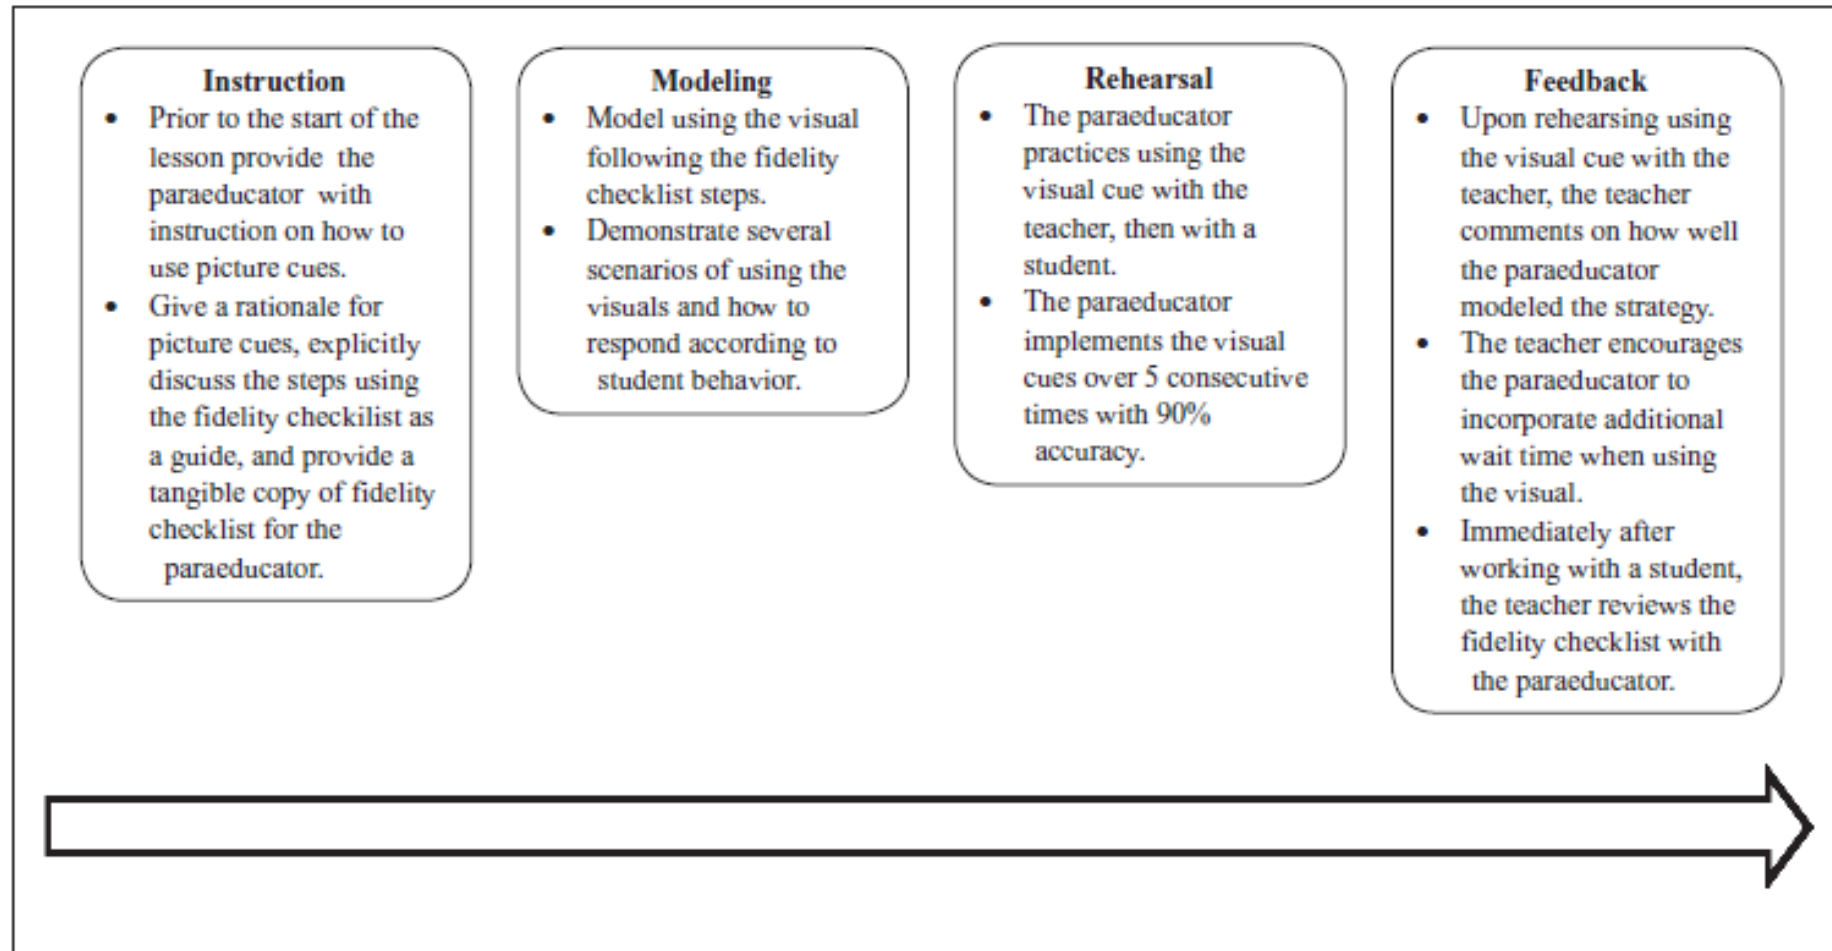 Instruction
• Prior to the start of the
lesson provide the
paraeducator with
instruction on how to
use picture cues.
• Give a rationale for
picture cues, explicitly
discuss the steps using
the fidelity checkilist as
a guide, and provide a
tangible copy of fidelity
checklist for the
paraeducator.
Modeling
• Model using the visual
following the fidelity
checklist steps.
• Demonstrate several
scenarios of using the
visuals and how to
respond according to
student behavior.
Rehearsal
• The paraeducator
practices using the
visual cue with the
teacher, then with a
student.
• The paraeducator
implements the visual
cues over 5 consecutive
times with 90%
accuracy.
Feedback
• Upon rehearsing using
the visual cue with the
teacher, the teacher
comments on how well
the paraeducator
modeled the strategy.
• The teacher encourages
the paraeducator to
incorporate additional
wait time when using
the visual.
• Immediately after
working with a student,
the teacher reviews the
fidelity checklist with
the paraeducator.